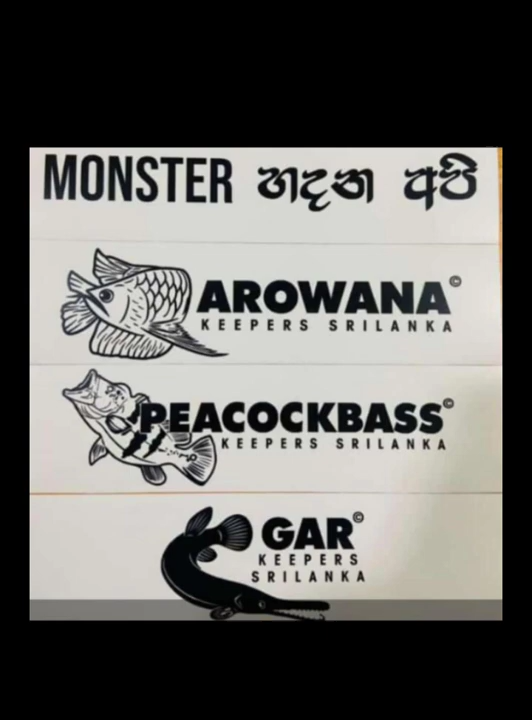 MONSTER හදන අපි
AROWANA©
KEEPERS SRILANKA
PEACOCKBASS©
KEEPERS SRILANKA
GAR©
KEEPERS
SRILANKA